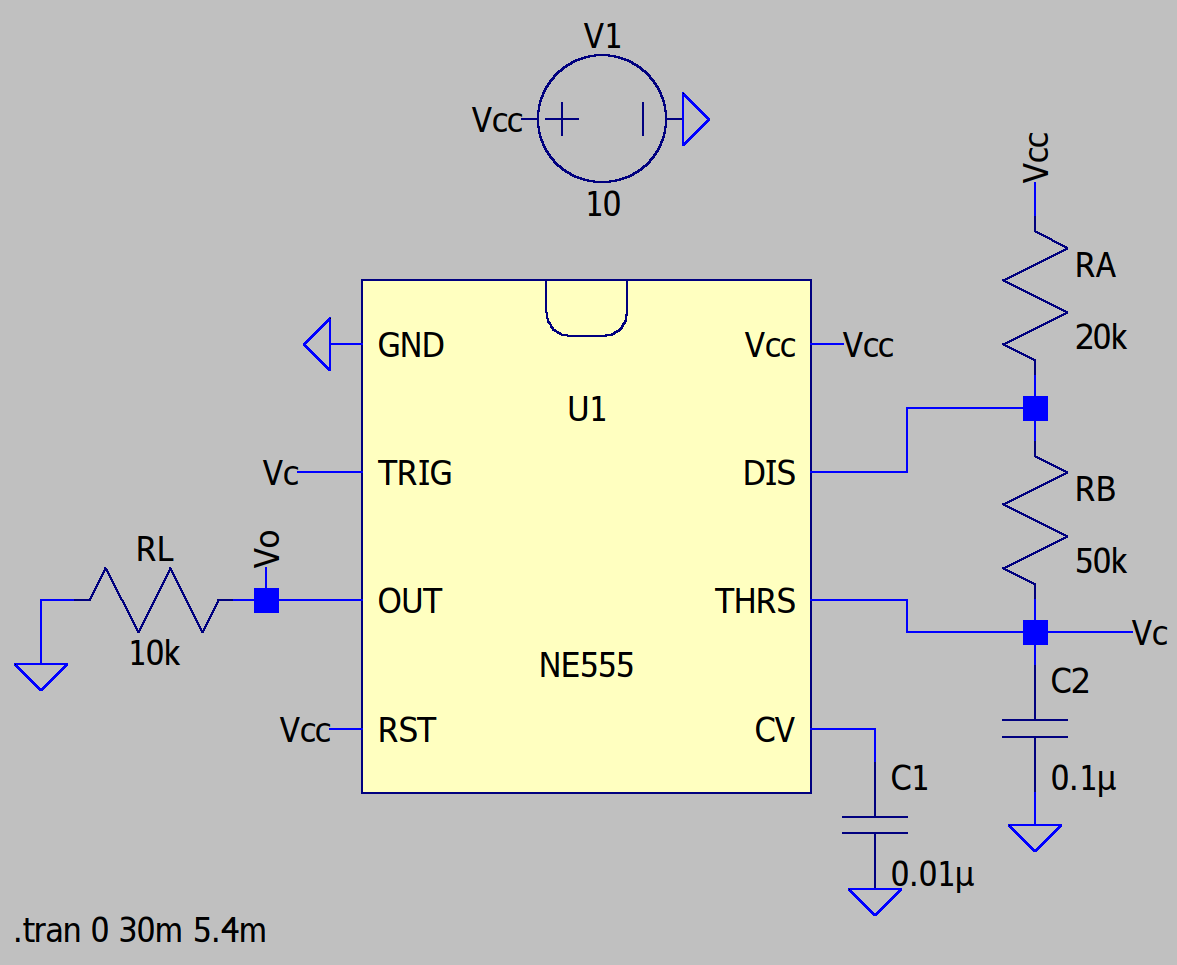 V1
Vcc
10
Vcc
RA
20k
GND
Vcc
Vcc
U1
Vc
TRIG
DIS
RB
50k
Vo
RL
10k
OUT
THRS
Vc
NE555
C2
0.1µ
Vcc
RST
CV
C1
0.01µ
.tran 0 30m 5.4m